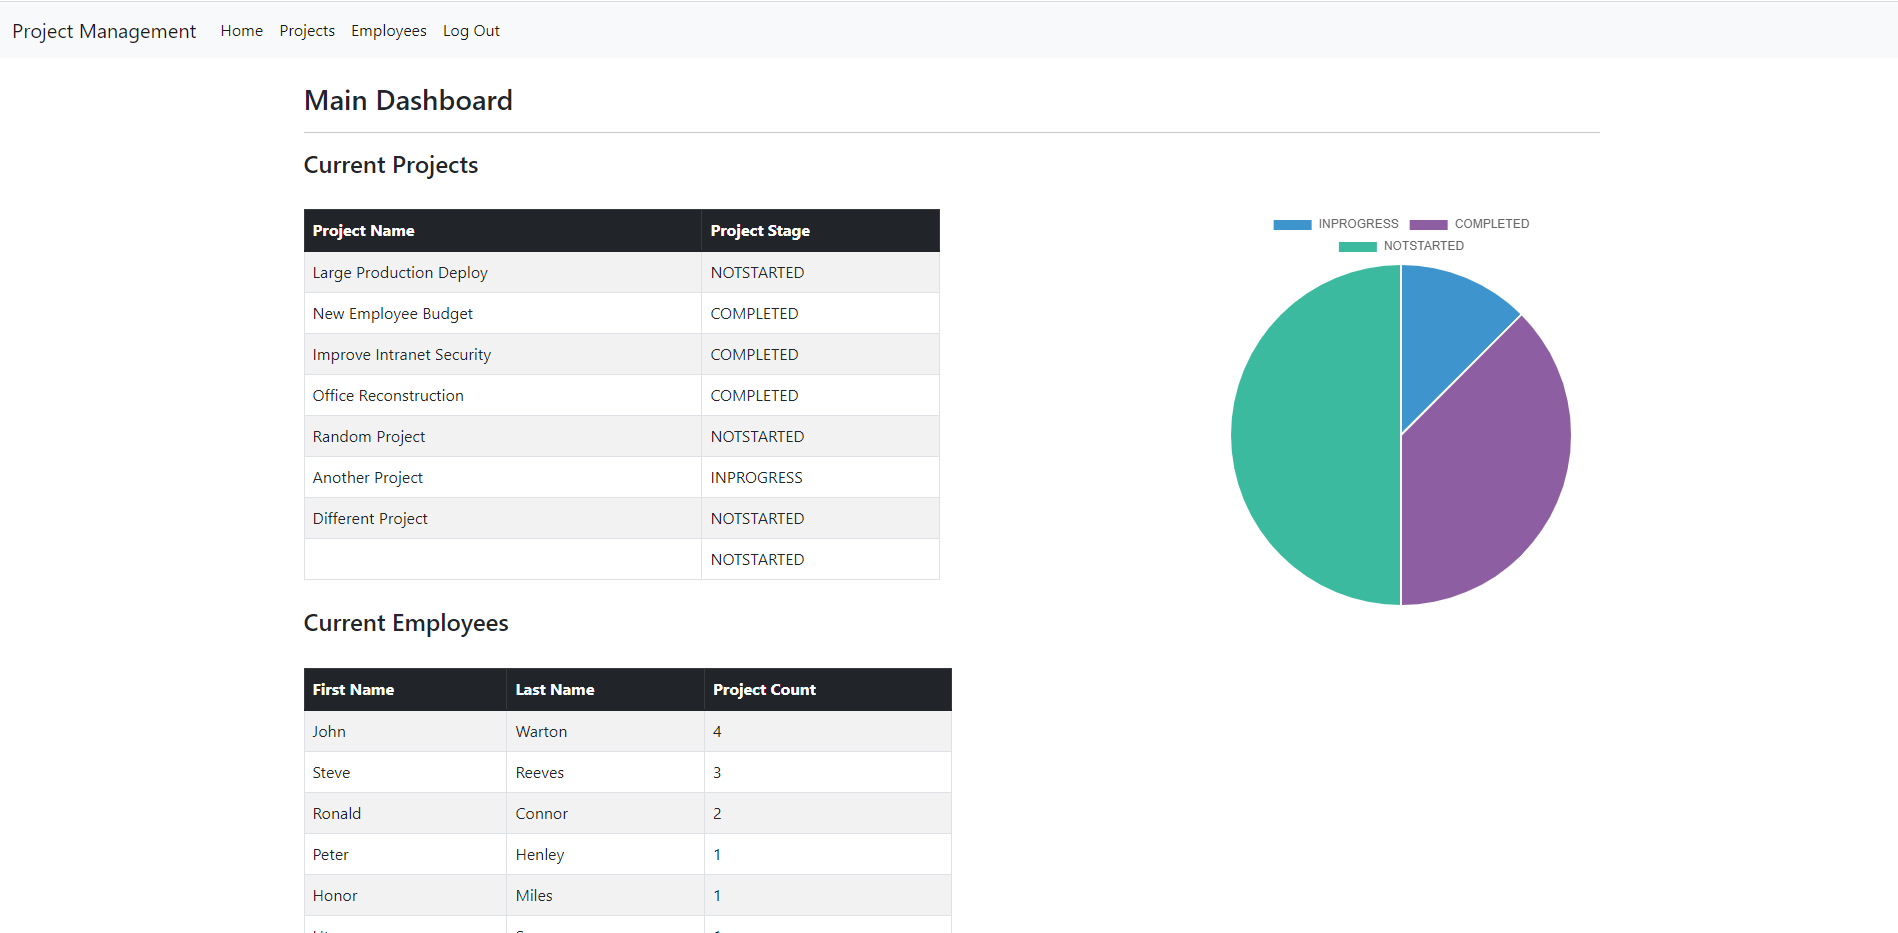 Project Management Home Projects Employees Log Out
Main Dashboard
Current Projects
Project Name Project Stage
Large Production Deploy NOTSTARTED
New Employee Budget COMPLETED
Improve Intranet Security COMPLETED
Office Reconstruction COMPLETED
Random Project NOTSTARTED
Another Project INPROGRESS
Different Project NOTSTARTED
NOTSTARTED
INPROGRESS COMPLETED
NOTSTARTED
Current Employees
First Name Last Name Project Count
John Warton 4
Steve Reeves 3
Ronald Connor 2
Peter Henley 1
Honor Miles 1